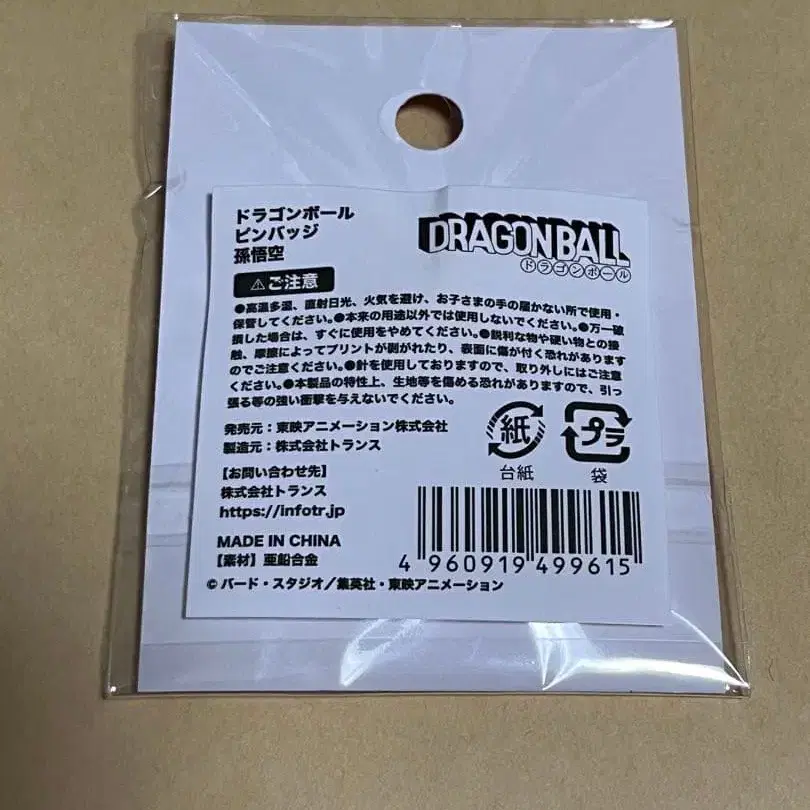 ドラゴンボール
ピンバッジ
孫悟空
DRAGON BALL
ドラゴンボール
⚠ご注意
●高温多湿、直射日光、火気を避け、お子さまの手の届かない所で使用・
保管してください。●本来の用途以外では使用しないでください。●万一破
損した場合は、すぐに使用をやめてください。●鋭利な物や硬い物との接
触、摩擦によってプリントが剥がれたり、表面に傷が付く恐れがあります
のでご注意ください。●針を使用しておりますので、取り外しにはご注意
ください。●本製品の特性上、生地等を傷める恐れがありますので、引っ
張る等の強い衝撃を与えないでください。
発売元：東映アニメーション株式会社
製造元：株式会社トランス
紙
台紙
プラ
袋
【お問い合わせ先】
株式会社トランス
https://infotr.jp
MADE IN CHINA
【素材】亜鉛合金
4 960919 499615
© バード・スタジオ／集英社・東映アニメーション